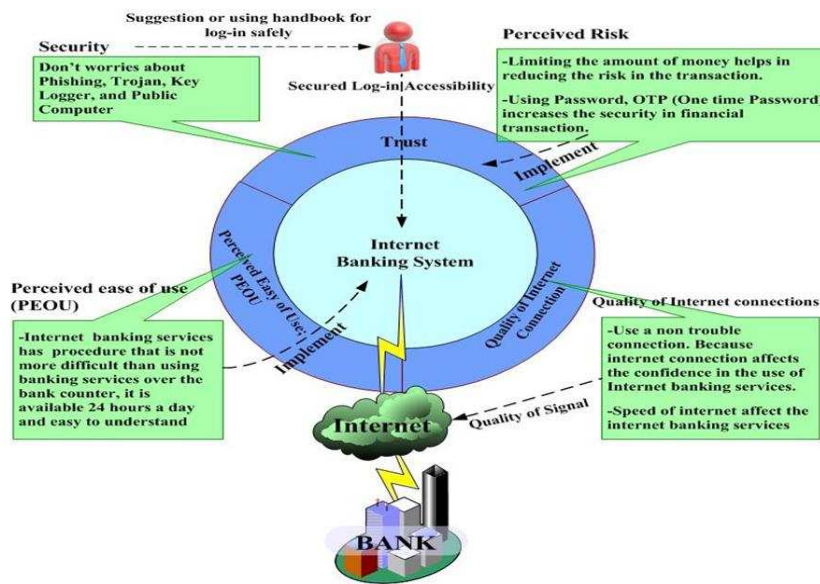 Suggestion or using handbook for
log-in safely
Security
Don't worries about
Phishing, Trojan, Key
Logger, and Public
Computer
Secured Log-in Accessibility
Perceived Risk
-Limiting the amount of money helps in
reducing the risk in the transaction.
-Using Password, OTP (One time Password)
increases the security in financial
transaction.
Trust
Implement
Internet
Banking System
Perceived Easy of Use;
PEOU
Implement
Quality of Internet
Connection
Perceived ease of use
(PEOU)
-Internet banking services
has procedure that is not
more difficult than using
banking services over the
bank counter, it is
available 24 hours a day
and easy to understand
Quality of Internet connections
-Use a non trouble
connection. Because
internet connection affects
the confidence in the use of
Internet banking services.
-Speed of internet affect the
internet banking services
Quality of Signal
Internet
BANK